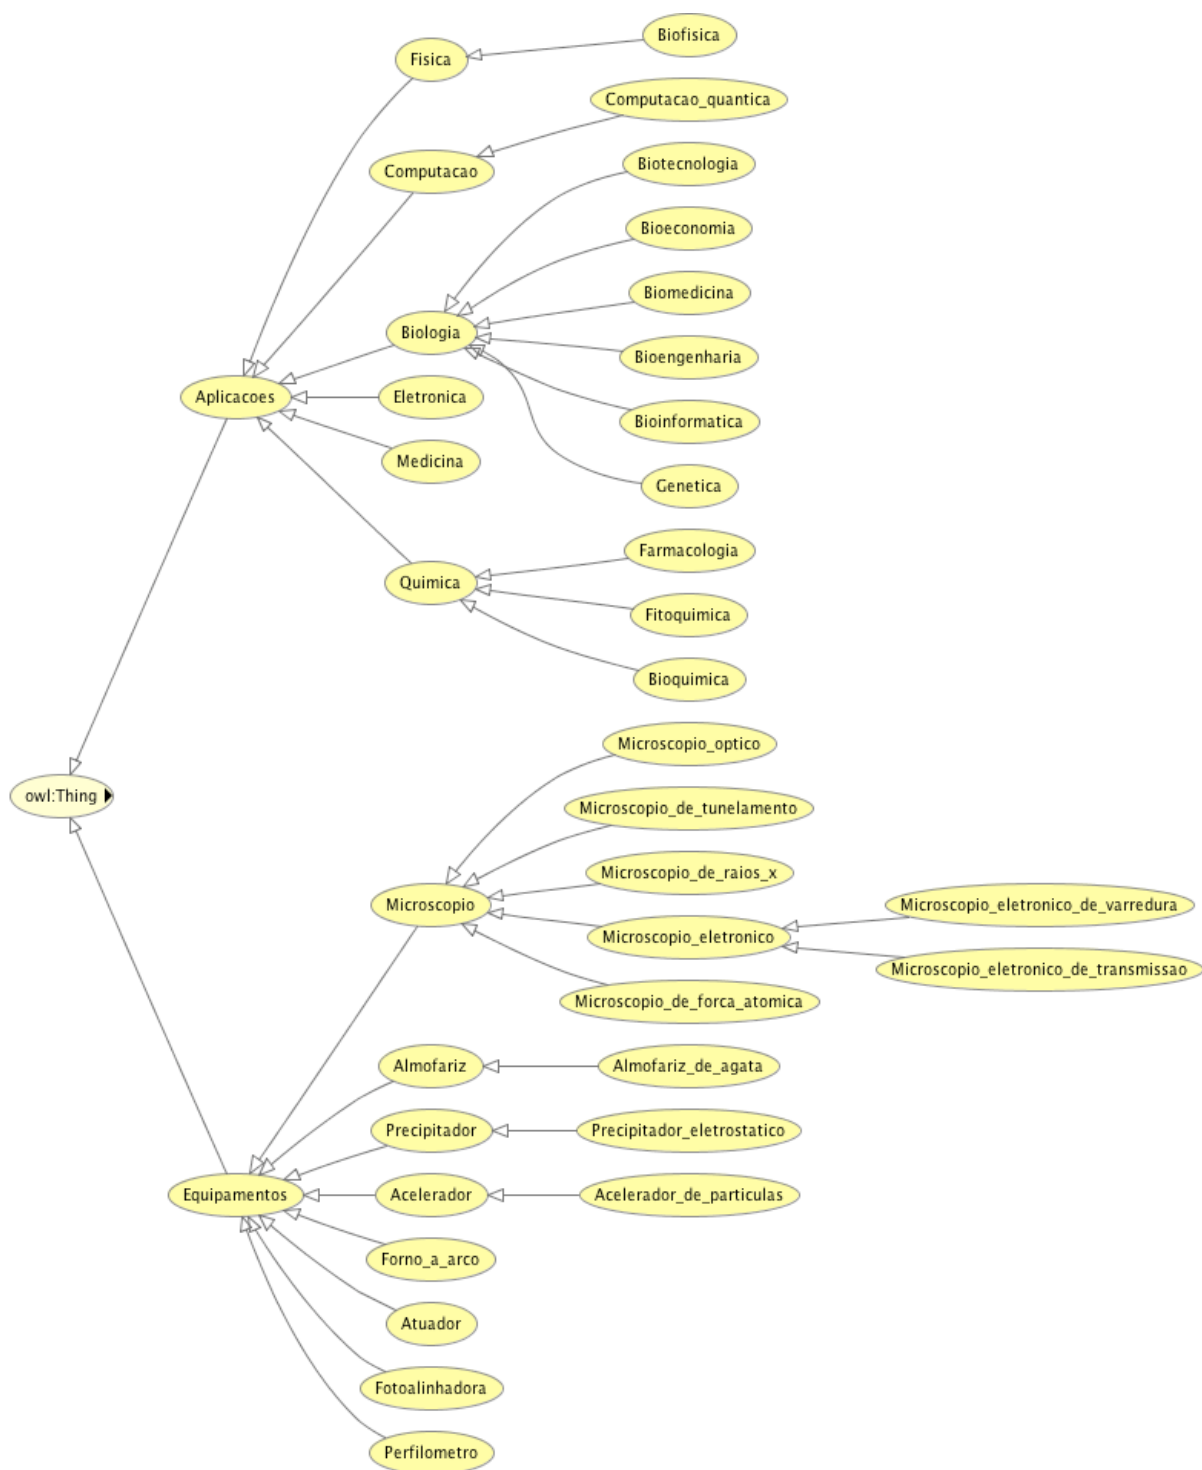 Biofisica
Fisica
Computacao_quantica
Computacao
Biotecnologia
Bioeconomia
Biomedicina
Biologia
Bioengenharia
Aplicacoes
Eletronica
Bioinformatica
Medicina
Genetica
Farmacologia
Quimica
Fitoquimica
Bioquimica
Microscopio_optico
owl:Thing
Microscopio_de_tunelamento
Microscopio_de_raios_x
Microscopio
Microscopio_eletronico_de_varredura
Microscopio_eletronico
Microscopio_eletronico_de_transmissao
Microscopio_de_forca_atomica
Almofariz
Almofariz_de_agata
Precipitador
Precipitador_eletrostatico
Equipamentos
Acelerador
Acelerador_de_particulas
Forno_a_arco
Atuador
Fotoalinhadora
Perfilometro